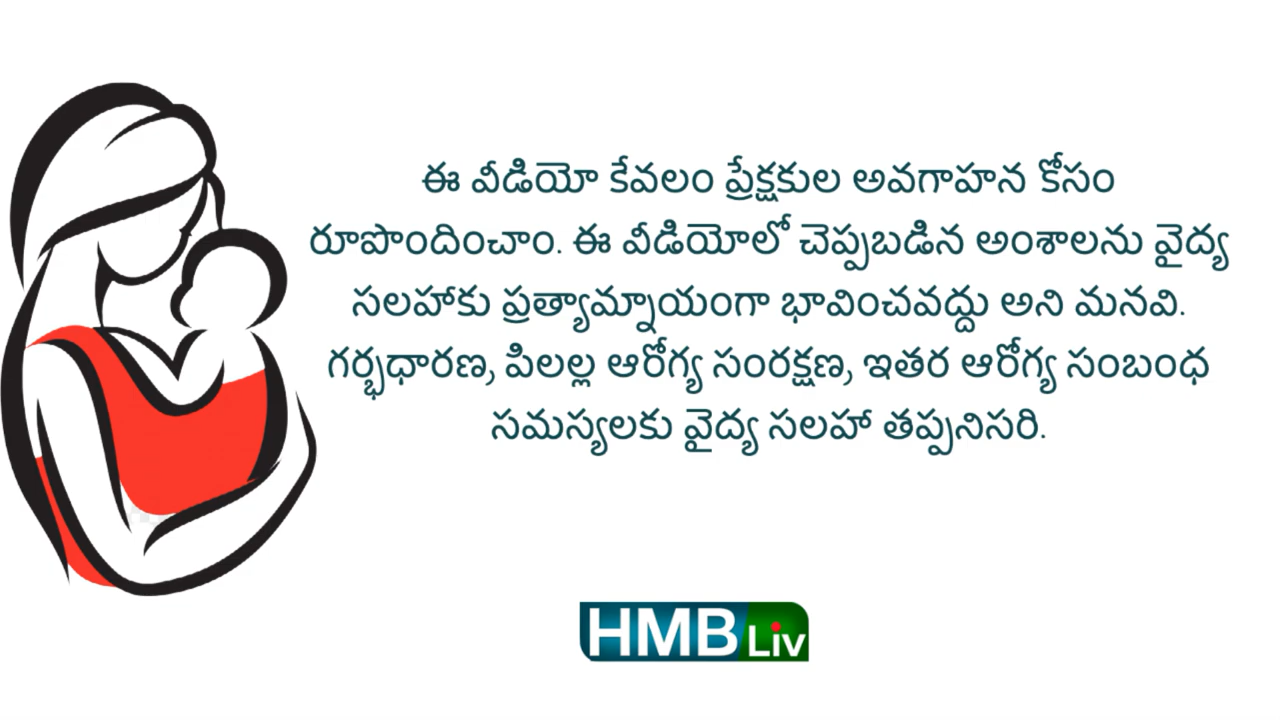 ఈ వీడియో కేవలం ప్రేక్షకుల అవగాహన కోసం
రూపొందించాం. ఈ వీడియోలో చెప్పబడిన అంశాలను వైద్య
సలహాకు ప్రత్యామ్నాయంగా భావించవద్దు అని మనవి.
గర్భధారణ, పిలల్ల ఆరోగ్య సంరక్షణ, ఇతర ఆరోగ్య సంబంధ
సమస్యలకు వైద్య సలహా తప్పనిసరి.
HMB Liv